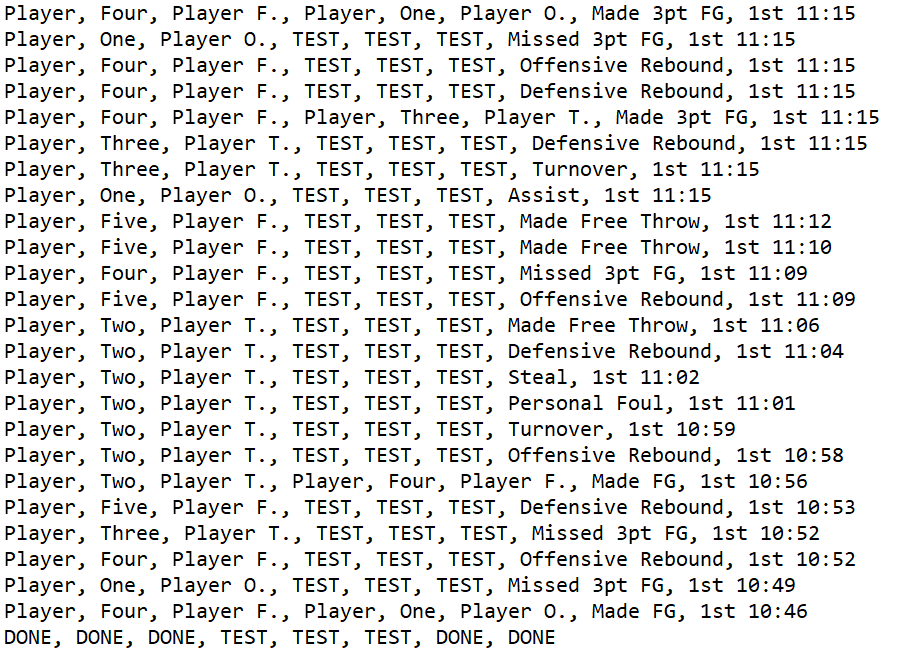 Player, Four, Player F., Player, One, Player O., Made 3pt FG, 1st 11:15
Player, One, Player O., TEST, TEST, TEST, Missed 3pt FG, 1st 11:15
Player, Four, Player F., TEST, TEST, TEST, Offensive Rebound, 1st 11:15
Player, Four, Player F., TEST, TEST, TEST, Defensive Rebound, 1st 11:15
Player, Four, Player F., Player, Three, Player T., Made 3pt FG, 1st 11:15
Player, Three, Player T., TEST, TEST, TEST, Defensive Rebound, 1st 11:15
Player, Three, Player T., TEST, TEST, TEST, Turnover, 1st 11:15
Player, One, Player O., TEST, TEST, TEST, Assist, 1st 11:15
Player, Five, Player F., TEST, TEST, TEST, Made Free Throw, 1st 11:12
Player, Five, Player F., TEST, TEST, TEST, Made Free Throw, 1st 11:10
Player, Four, Player F., TEST, TEST, TEST, Missed 3pt FG, 1st 11:09
Player, Five, Player F., TEST, TEST, TEST, Offensive Rebound, 1st 11:09
Player, Two, Player T., TEST, TEST, TEST, Made Free Throw, 1st 11:06
Player, Two, Player T., TEST, TEST, TEST, Defensive Rebound, 1st 11:04
Player, Two, Player T., TEST, TEST, TEST, Steal, 1st 11:02
Player, Two, Player T., TEST, TEST, TEST, Personal Foul, 1st 11:01
Player, Two, Player T., TEST, TEST, TEST, Turnover, 1st 10:59
Player, Two, Player T., TEST, TEST, TEST, Offensive Rebound, 1st 10:58
Player, Two, Player T., Player, Four, Player F., Made FG, 1st 10:56
Player, Five, Player F., TEST, TEST, TEST, Defensive Rebound, 1st 10:53
Player, Three, Player T., TEST, TEST, TEST, Missed 3pt FG, 1st 10:52
Player, Four, Player F., TEST, TEST, TEST, Offensive Rebound, 1st 10:52
Player, One, Player O., TEST, TEST, TEST, Missed 3pt FG, 1st 10:49
Player, Four, Player F., Player, One, Player O., Made FG, 1st 10:46
DONE, DONE, DONE, TEST, TEST, TEST, DONE, DONE